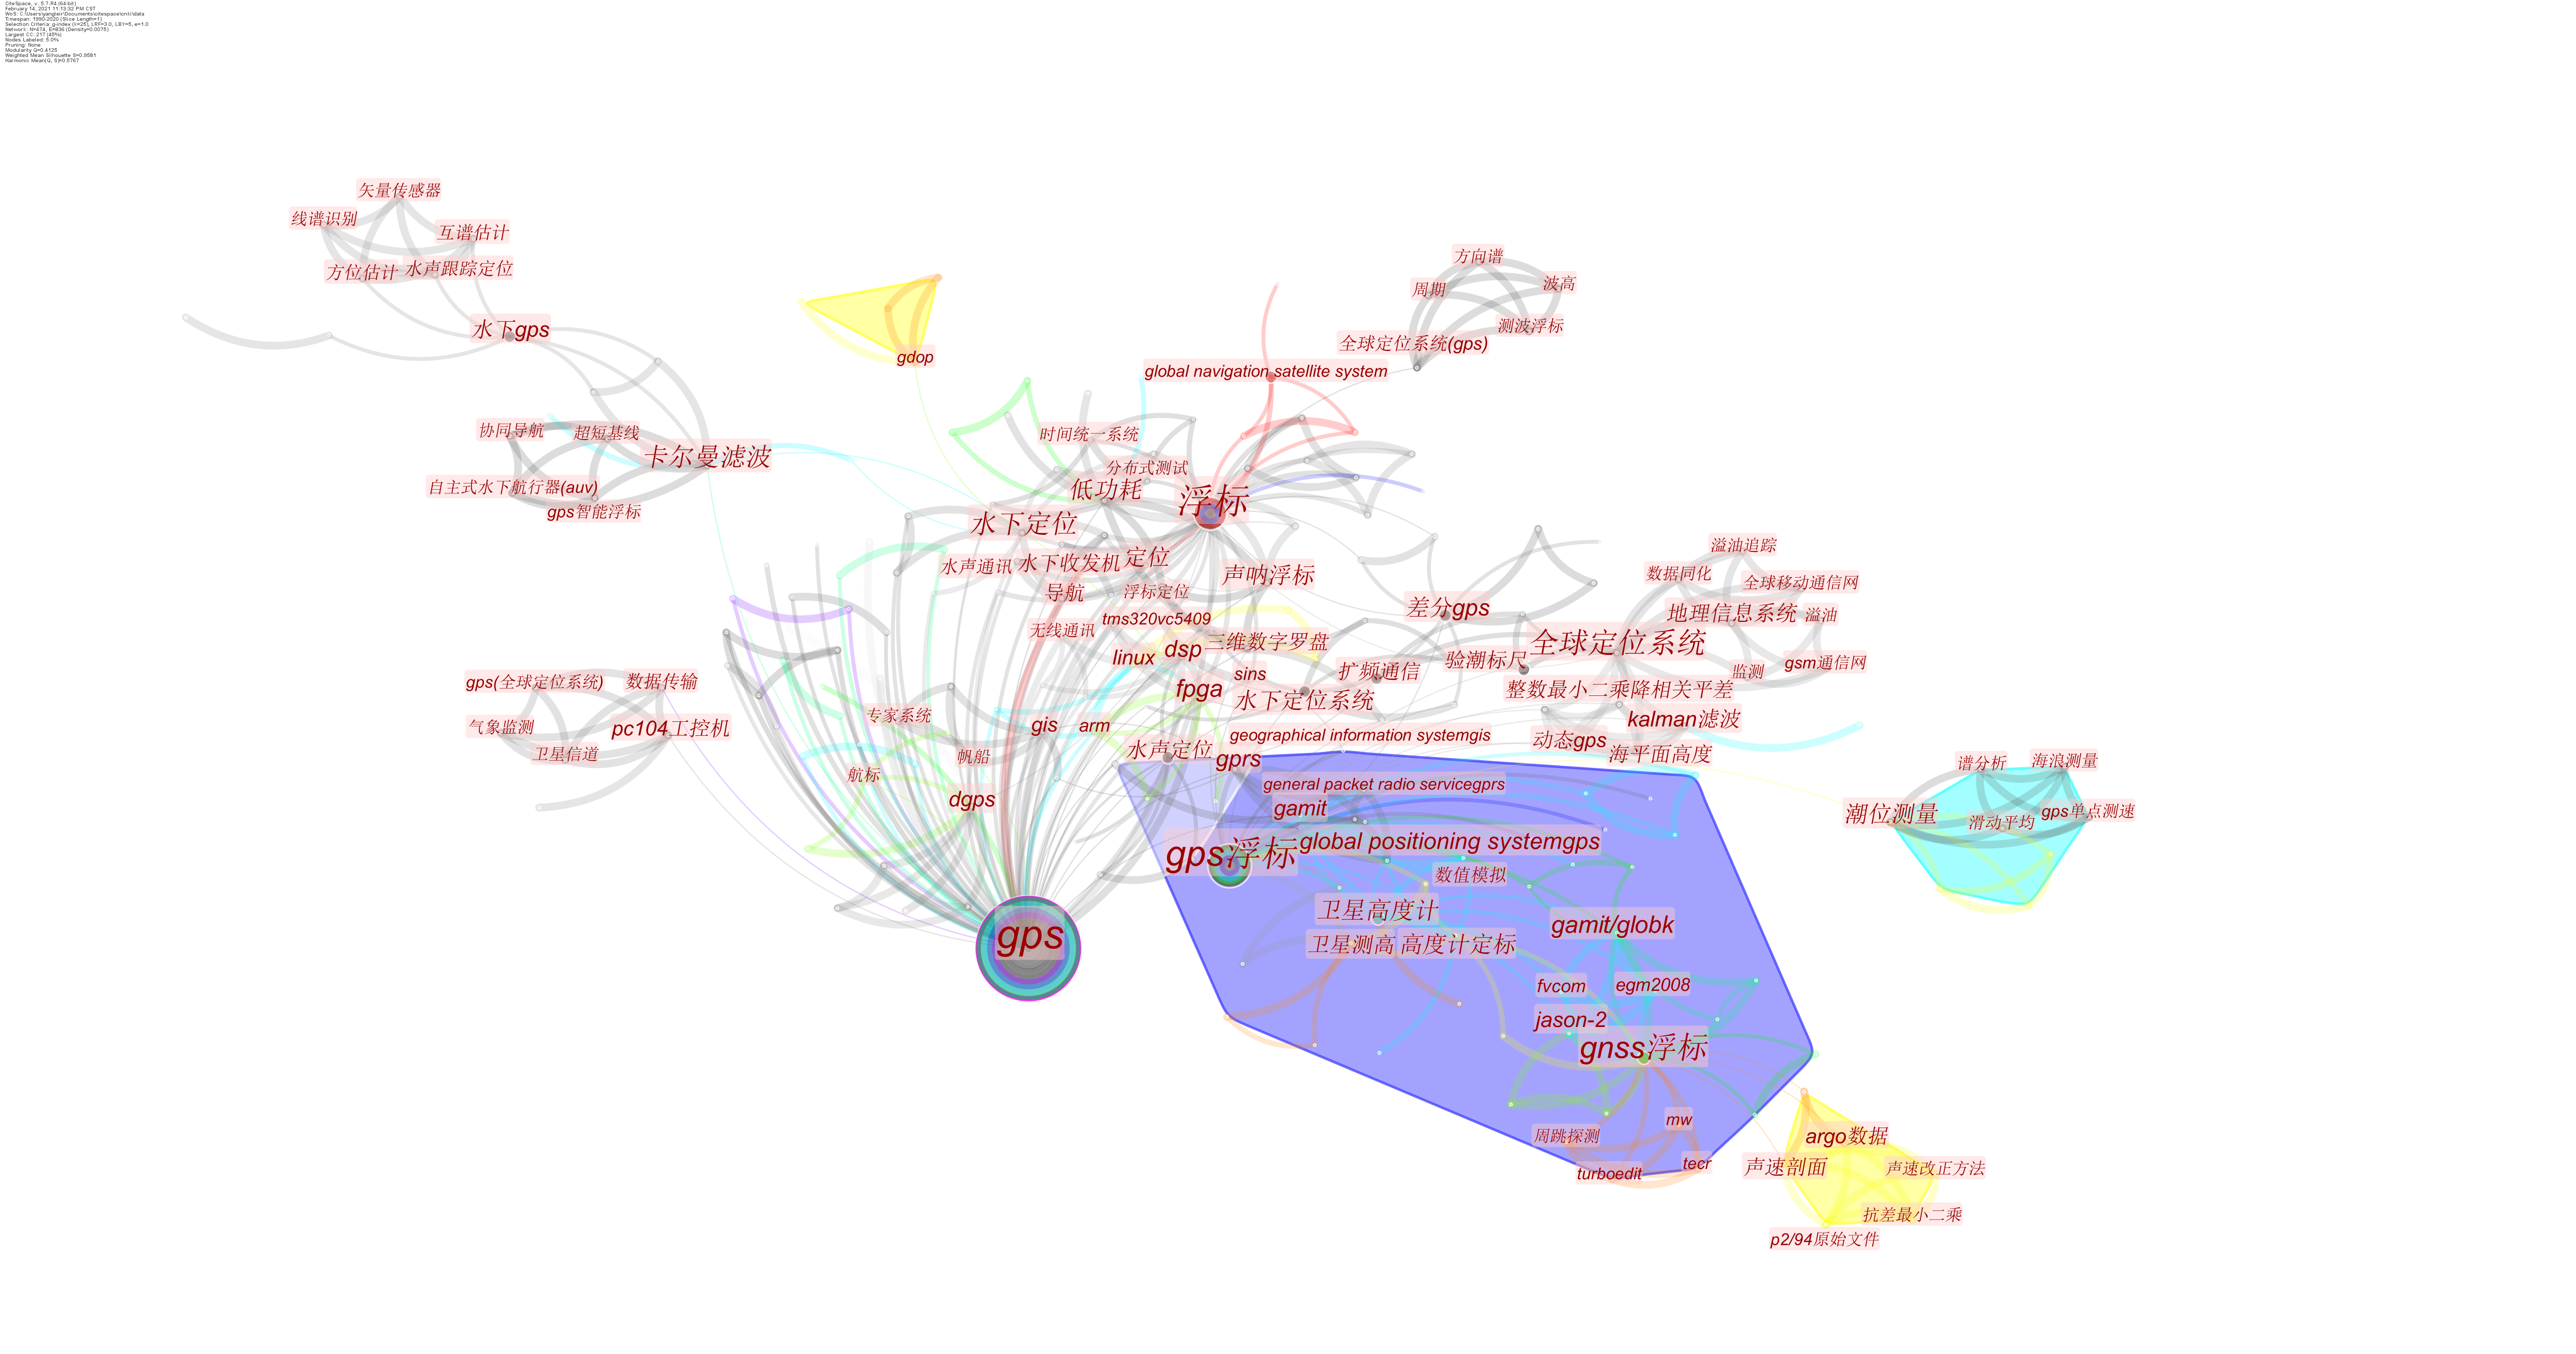 CiteSpace, v. 5.7.R4 (64-bit)
February 14, 2021 11:13:32 PM CST
WoS: C:\Users\yangleir\Documents\citespace\cnki\data
Timespan: 1990-2020 (Slice Length=1)
Selection Criteria: g-index (k=25), LRF=3.0, LBY=5, e=1.0
Network: N=474, E=836 (Density=0.0075)
Largest CC: 217 (45%)
Nodes Labeled: 5.0%
Pruning: None
Modularity Q=0.4125
Weighted Mean Silhouette S=0.9581
Harmonic Mean(Q, S)=0.5767
矢量传感器
线谱识别
互谱估计
方位估计
水声跟踪定位
水下gps
gdop
方向谱
周期
波高
测波浮标
全球定位系统(gps)
global navigation satellite system
协同导航
超短基线
卡尔曼滤波
自主式水下航行器(auv)
gps智能浮标
时间统一系统
分布式测试
低功耗
浮标
水下定位
水声通讯
水下收发机
定位
声呐浮标
导航
浮标定位
tms320vc5409
无线通讯
linux
dsp
三维数字罗盘
sins
fpga
水下定位系统
扩频通信
差分gps
验潮标尺
溢油追踪
数据同化
全球移动通信网
地理信息系统
溢油
全球定位系统
监测
gsm通信网
整数最小二乘降相关平差
kalman滤波
动态gps
海平面高度
gps(全球定位系统)
数据传输
气象监测
pc104工控机
卫星信道
专家系统
gis
arm
帆船
航标
dgps
水声定位
geographical information systemgis
gprs
general packet radio servicegprs
gamit
gps浮标
global positioning systemgps
数值模拟
gps
卫星高度计
卫星测高
高度计定标
gamit/globk
fvcom
egm2008
jason-2
gnss浮标
mw
周跳探测
turboedit
tecr
谱分析
海浪测量
潮位测量
滑动平均
gps单点测速
argo数据
声速剖面
声速改正方法
抗差最小二乘
p2/94原始文件